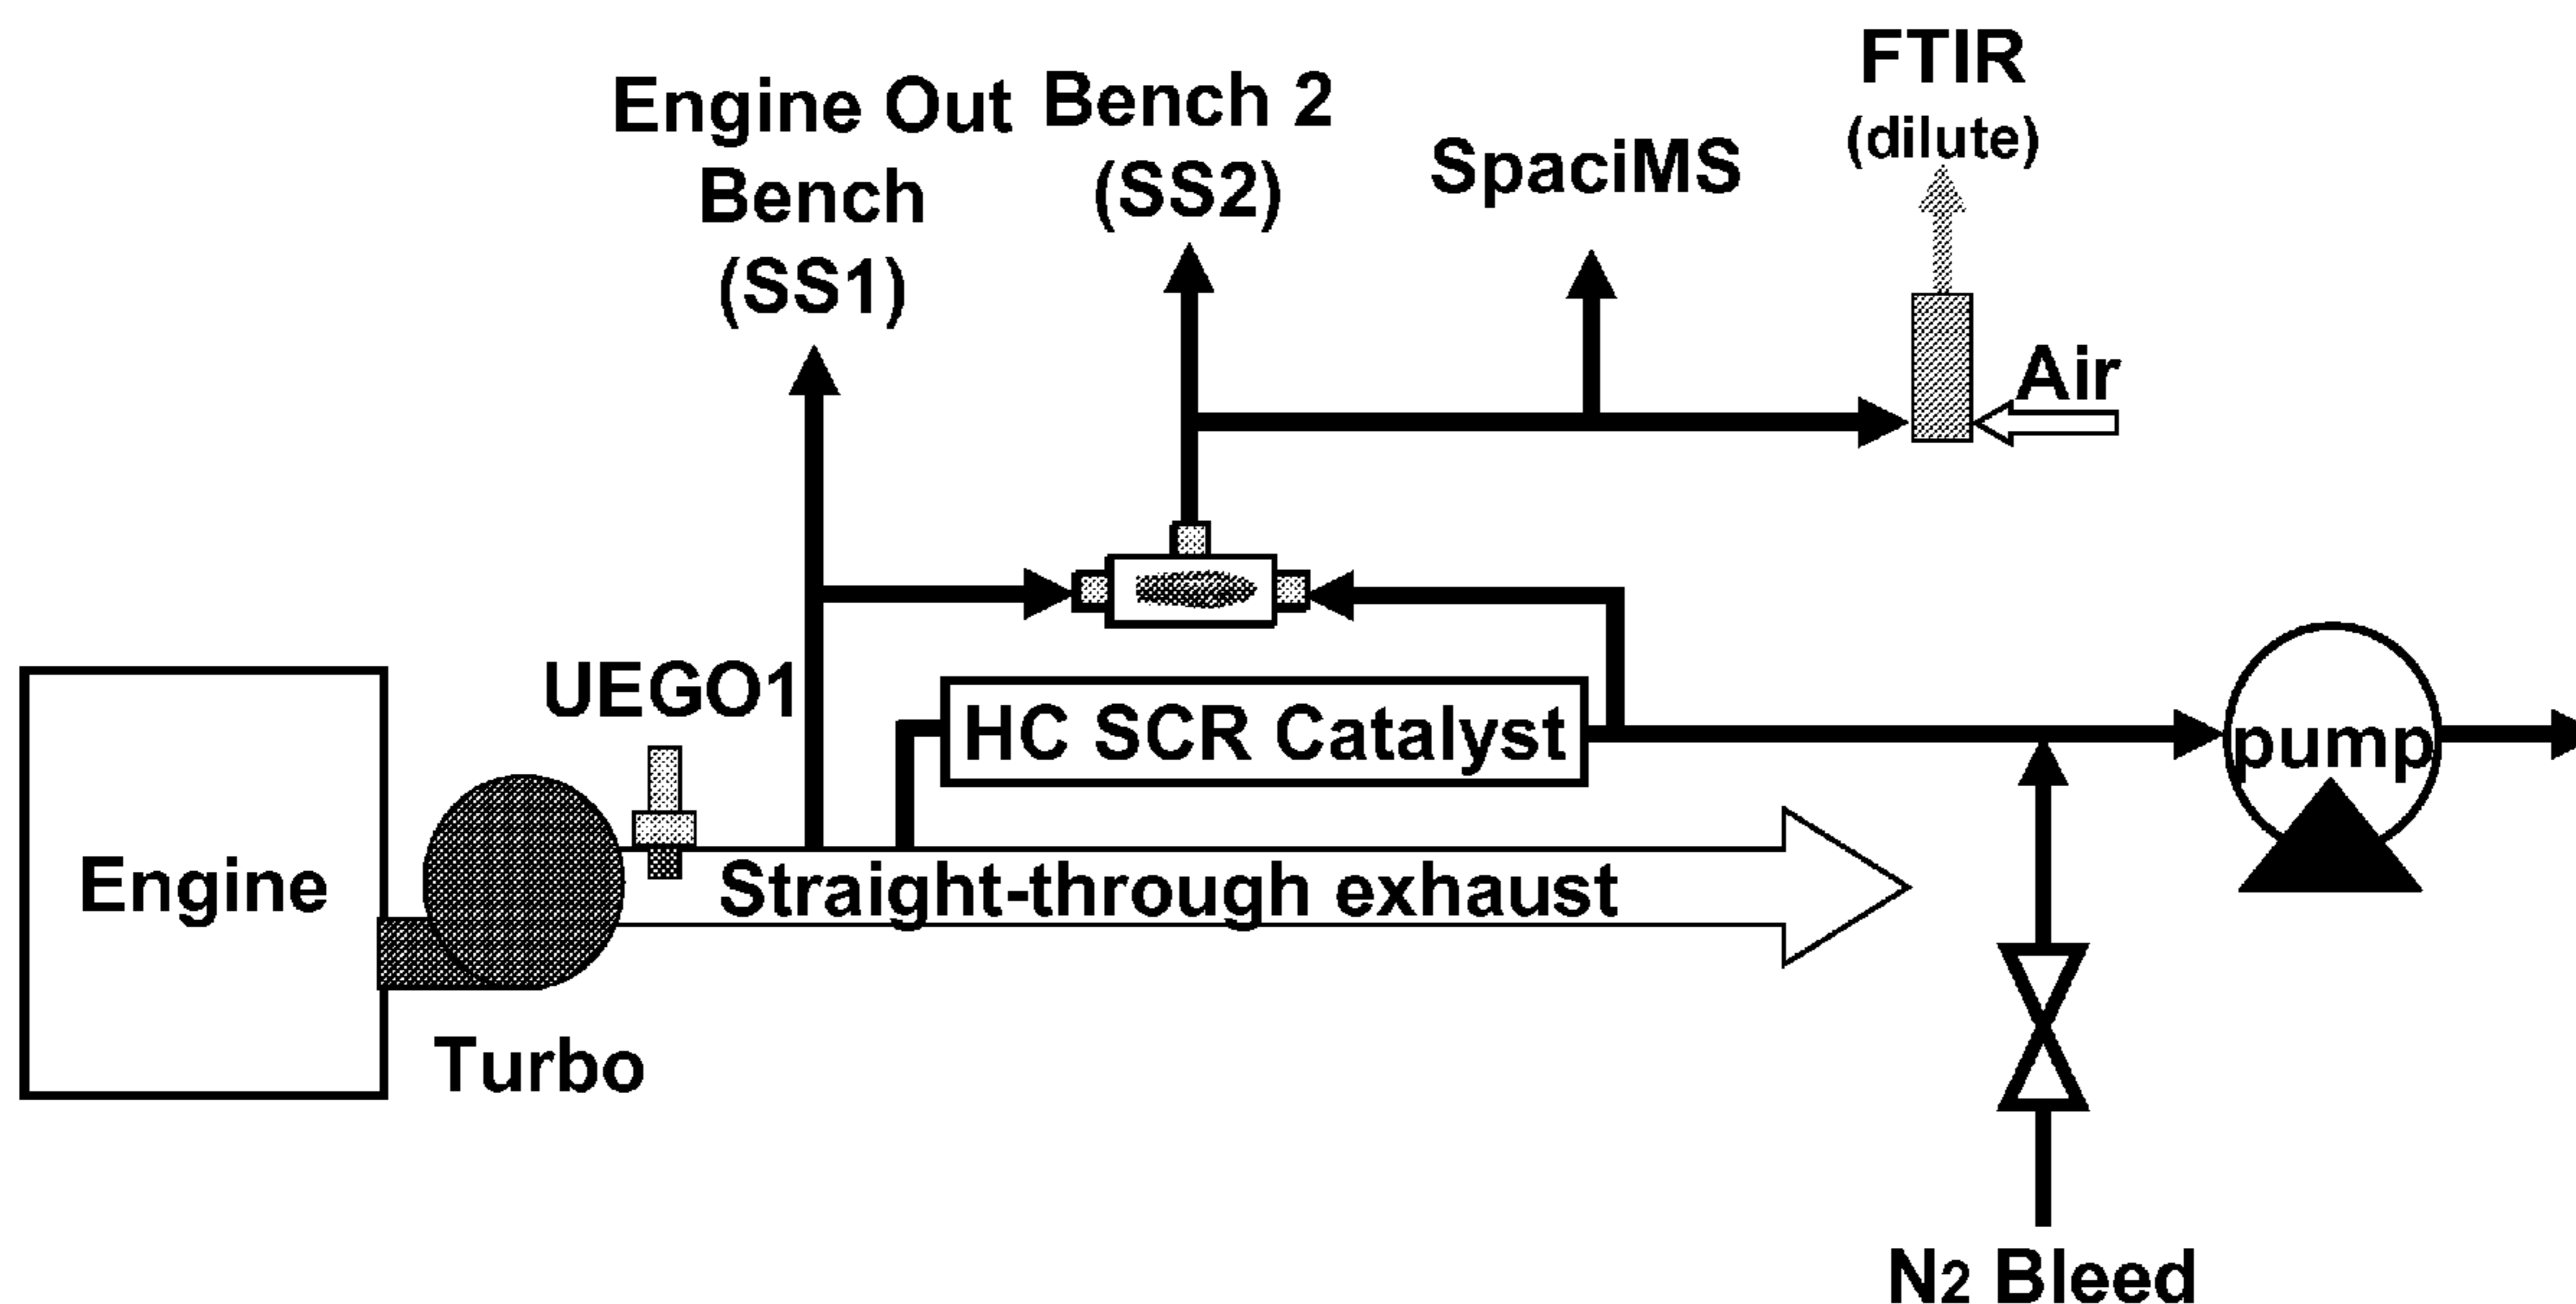 Engine Out
Bench
(SS1)
Bench 2
(SS2)
SpaciMS
FTIR
(dilute)
Air
UEGO1
HC SCR Catalyst
pump
Engine
Straight-through exhaust
Turbo
N2 Bleed